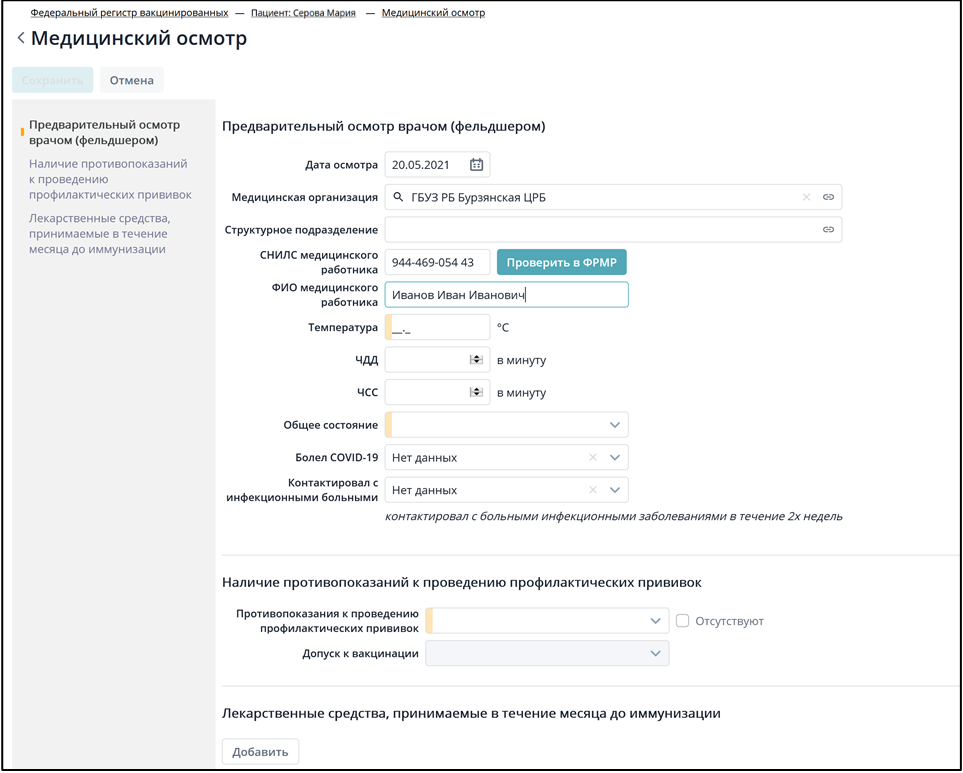 Федеральный регистр вакцинированных — Пациент: Серова Мария — Медицинский осмотр
Медицинский осмотр
Сохранить Отмена
Предварительный осмотр
врачом (фельдшером)
Наличие противопоказаний
к проведению
профилактических прививок
Лекарственные средства,
принимаемые в течение
месяца до иммунизации
Предварительный осмотр врачом (фельдшером)
Дата осмотра 20.05.2021
Медицинская организация ГБУЗ РБ Бурзянская ЦРБ
Структурное подразделение
СНИЛС медицинского
работника 944-469-054 43 Проверить в ФРМР
ФИО медицинского
работника Иванов Иван Иванович
Температура __._ °C
ЧДД в минуту
ЧСС в минуту
Общее состояние
Болел COVID-19 Нет данных
Контактировал с
инфекционными больными Нет данных
контактировал с больными инфекционными заболеваниями в течение 2х недель
Наличие противопоказаний к проведению профилактических прививок
Противопоказания к проведению
профилактических прививок Отсутствуют
Допуск к вакцинации
Лекарственные средства, принимаемые в течение месяца до иммунизации
Добавить